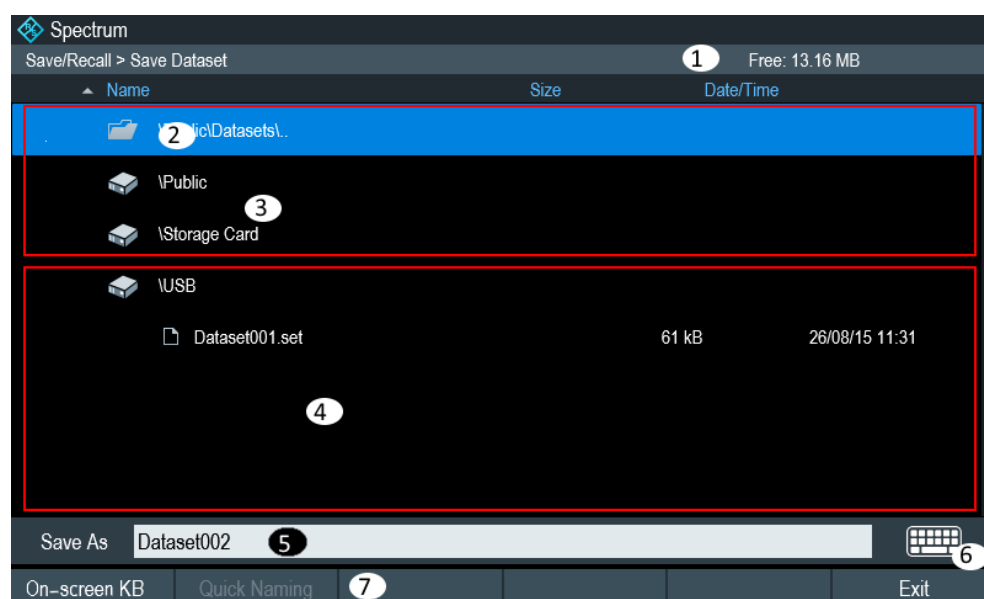 Spectrum
Save/Recall > Save Dataset 1 Free: 13.16 MB
Name Size Date/Time
2 ic\Datasets\..
\Public
3
\Storage Card
\USB
Dataset001.set 61 kB 26/08/15 11:31
4
Save As Dataset002 5
6
On-screen KB Quick Naming 7 Exit